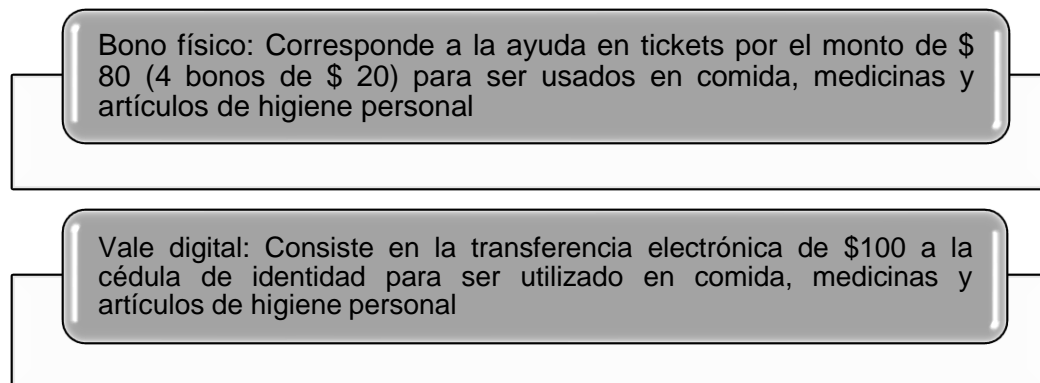 Bono físico: Corresponde a la ayuda en tickets por el monto de $
80 (4 bonos de $ 20) para ser usados en comida, medicinas y
artículos de higiene personal
Vale digital: Consiste en la transferencia electrónica de $100 a la
cédula de identidad para ser utilizado en comida, medicinas y
artículos de higiene personal